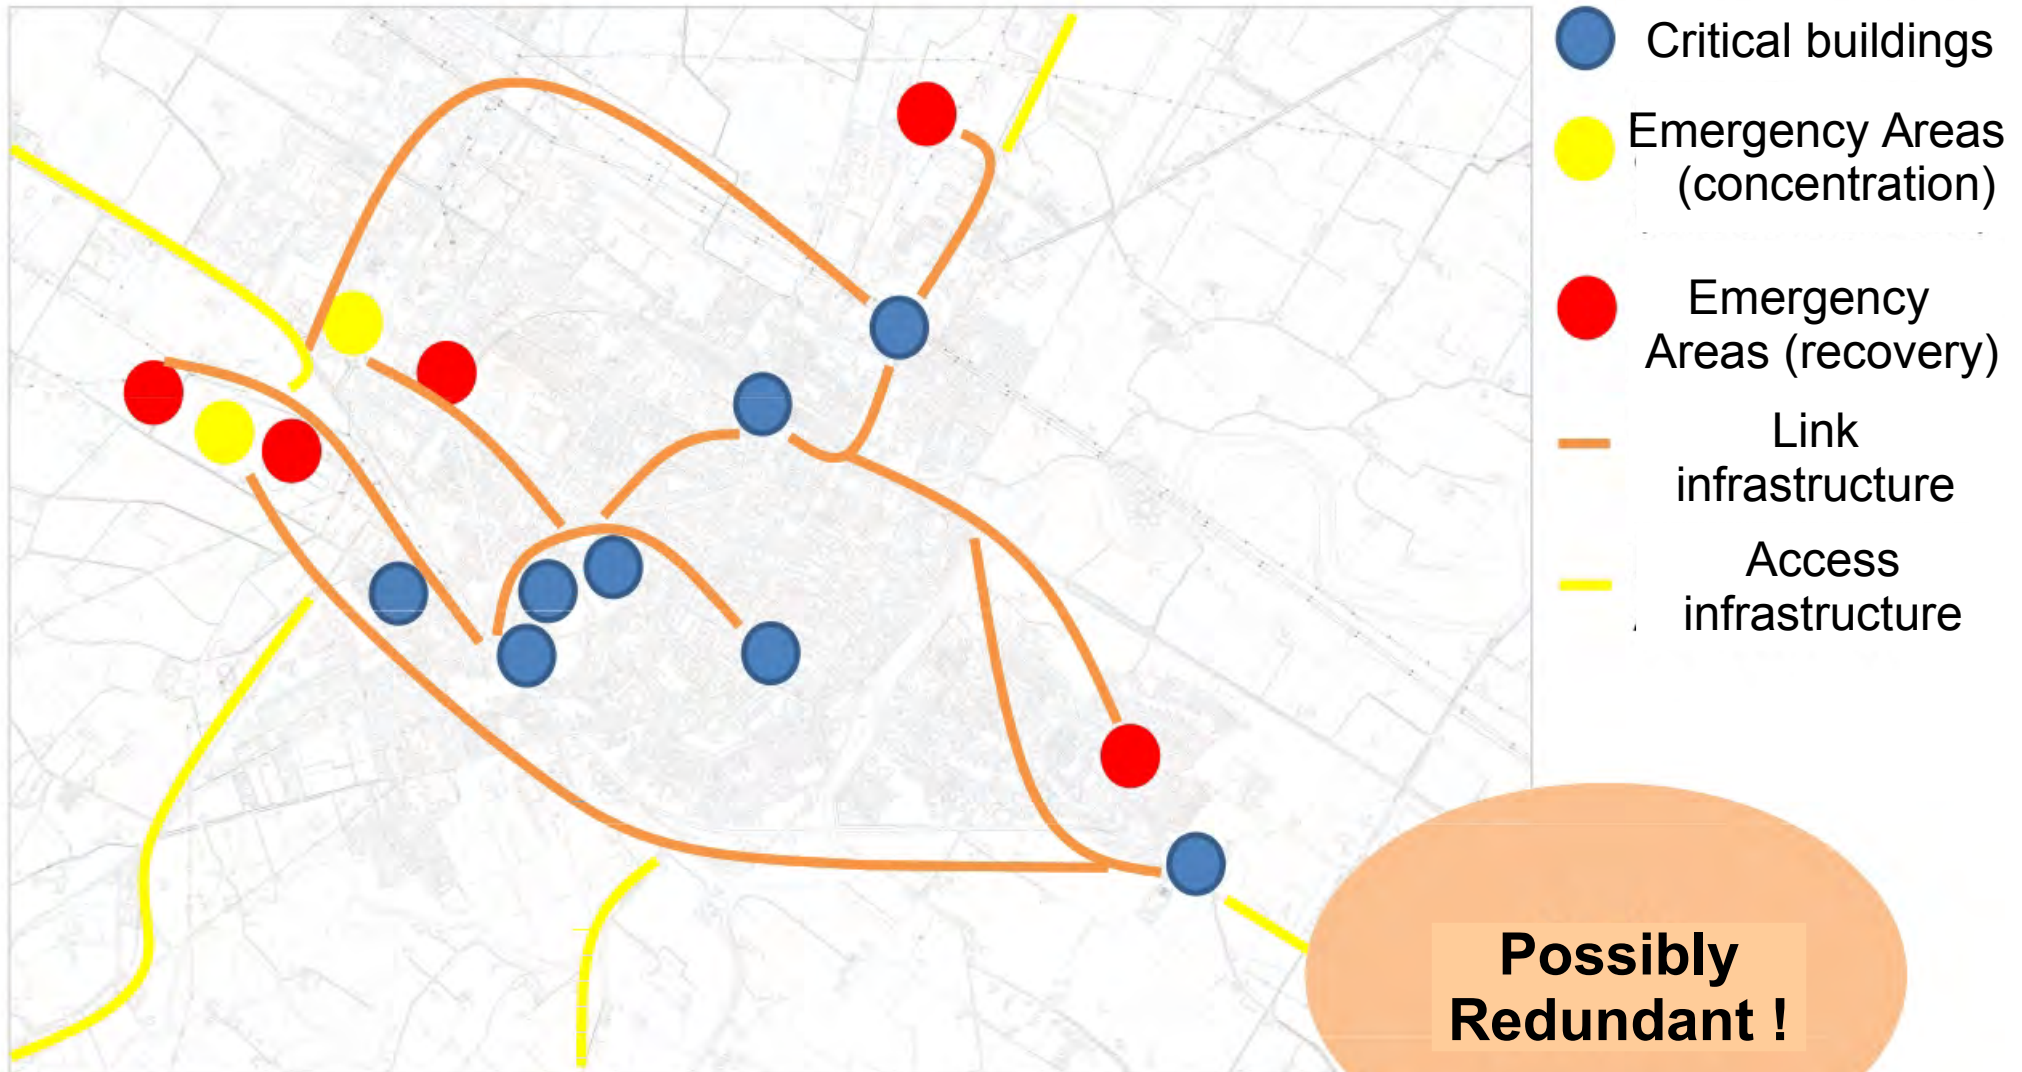 Critical buildings
Emergency Areas
(concentration)
Emergency
Areas (recovery)
Link
infrastructure
Access
infrastructure
Possibly
Redundant !